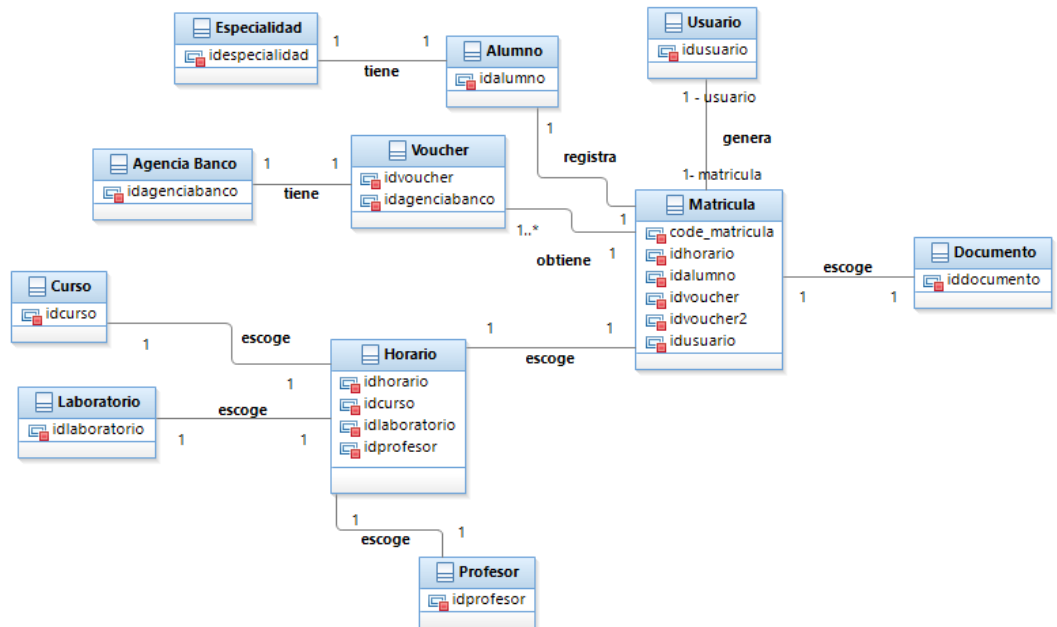 Especialidad
idespecialidad
1
1
tiene
Alumno
idalumno
Usuario
idusuario
1 - usuario
genera
1- matricula
1
registra
1
Agencia Banco
idagenciabanco
1
1
tiene
Voucher
idvoucher
idagenciabanco
1..*
obtiene
1
Matricula
code_matricula
idhorario
idalumno
idvoucher
idvoucher2
idusuario
escoge
1
1
Documento
iddocumento
Curso
idcurso
1
escoge
1
Horario
idhorario
idcurso
idlaboratorio
idprofesor
1
1
escoge
Laboratorio
idlaboratorio
escoge
1
1
1
escoge
1
Profesor
idprofesor